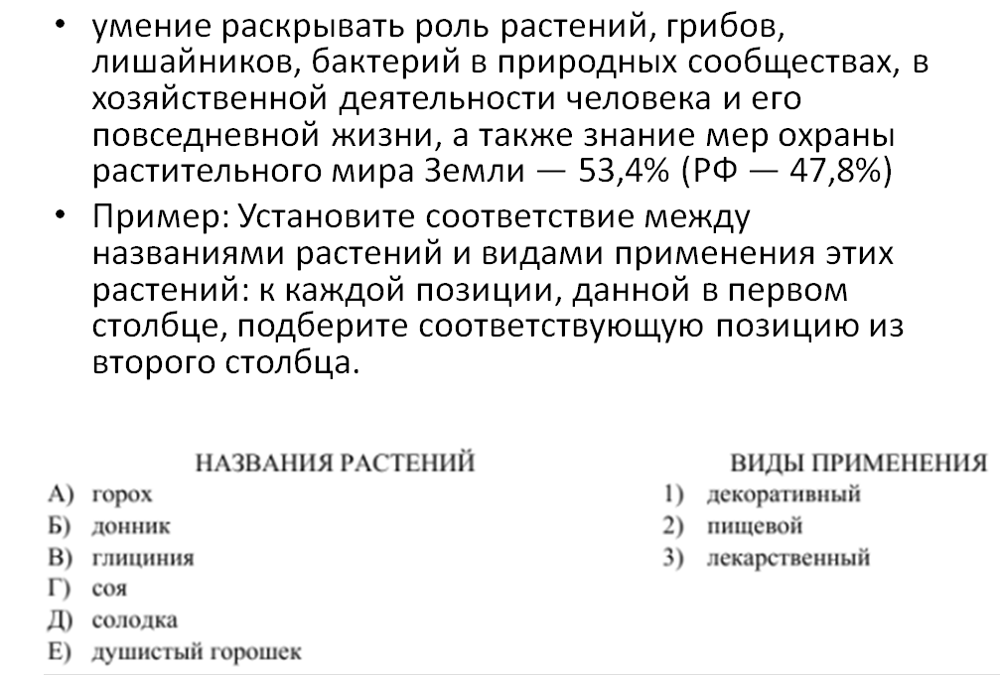 • умение раскрывать роль растений, грибов,
лишайников, бактерий в природных сообществах, в
хозяйственной деятельности человека и его
повседневной жизни, а также знание мер охраны
растительного мира Земли — 53,4% (РФ — 47,8%)
• Пример: Установите соответствие между
названиями растений и видами применения этих
растений: к каждой позиции, данной в первом
столбце, подберите соответствующую позицию из
второго столбца.
НАЗВАНИЯ РАСТЕНИЙ
А) горох
Б) донник
В) глициния
Г) соя
Д) солодка
Е) душистый горошек
ВИДЫ ПРИМЕНЕНИЯ
1) декоративный
2) пищевой
3) лекарственный